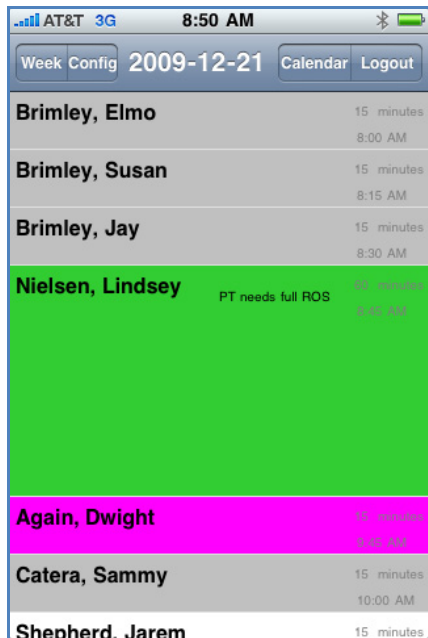 AT&T 3G 8:50 AM
Week Config 2009-12-21 Calendar Logout
Brimley, Elmo 15 minutes
8:00 AM
Brimley, Susan 15 minutes
8:15 AM
Brimley, Jay 15 minutes
8:30 AM
Nielsen, Lindsey PT needs full ROS 60 minutes
8:45 AM
Again, Dwight 15 minutes
9:45 AM
Catera, Sammy 15 minutes
10:00 AM
Shepherd, Jarem 15 minutes